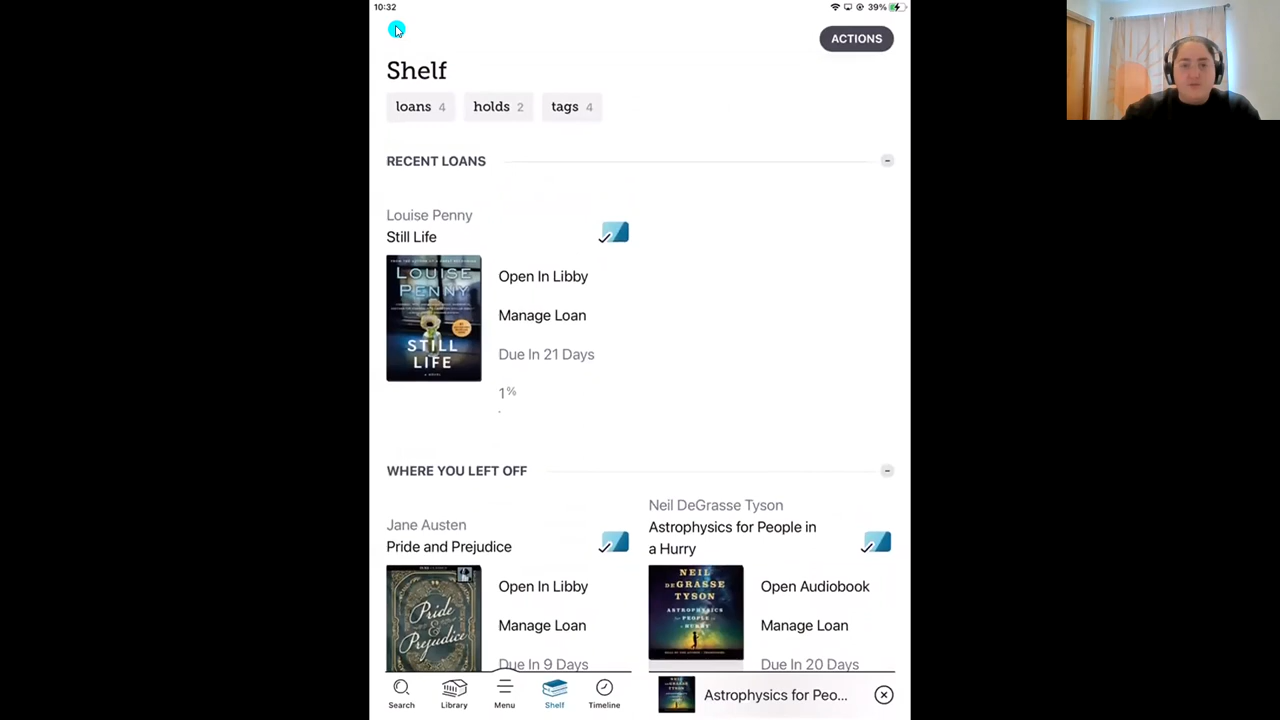 10:32
39%
ACTIONS
Shelf
loans 4
holds 2
tags 4
RECENT LOANS
Louise Penny
Still Life
LOUISE
PENNY
STILL
LIFE
Open In Libby
Manage Loan
Due In 21 Days
1%
WHERE YOU LEFT OFF
Jane Austen
Pride and Prejudice
Pride
&
Prejudice
Open In Libby
Manage Loan
Due In 9 Days
Neil DeGrasse Tyson
Astrophysics for People in
a Hurry
NEIL
DEGRASSE
TYSON
ASTROPHYSICS
Open Audiobook
Manage Loan
Due In 20 Days
Search
Library
Menu
Shelf
Timeline
Astrophysics for Peo...